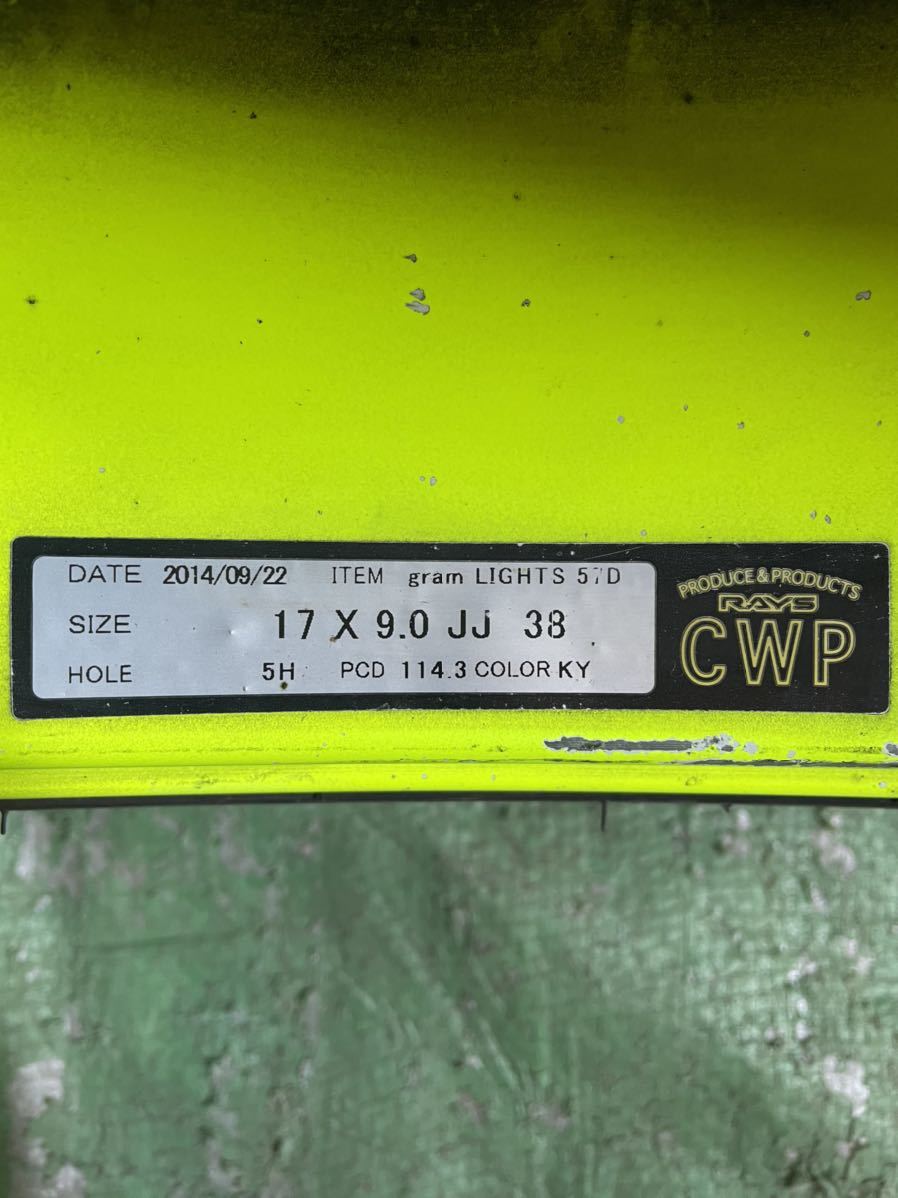 DATE 2014/09/22 ITEM gram LIGHTS 57D
SIZE 17 X 9.0 JJ 38
HOLE 5H PCD 114.3 COLOR KY
PRODUCE & PRODUCTS
RAYS
CWP